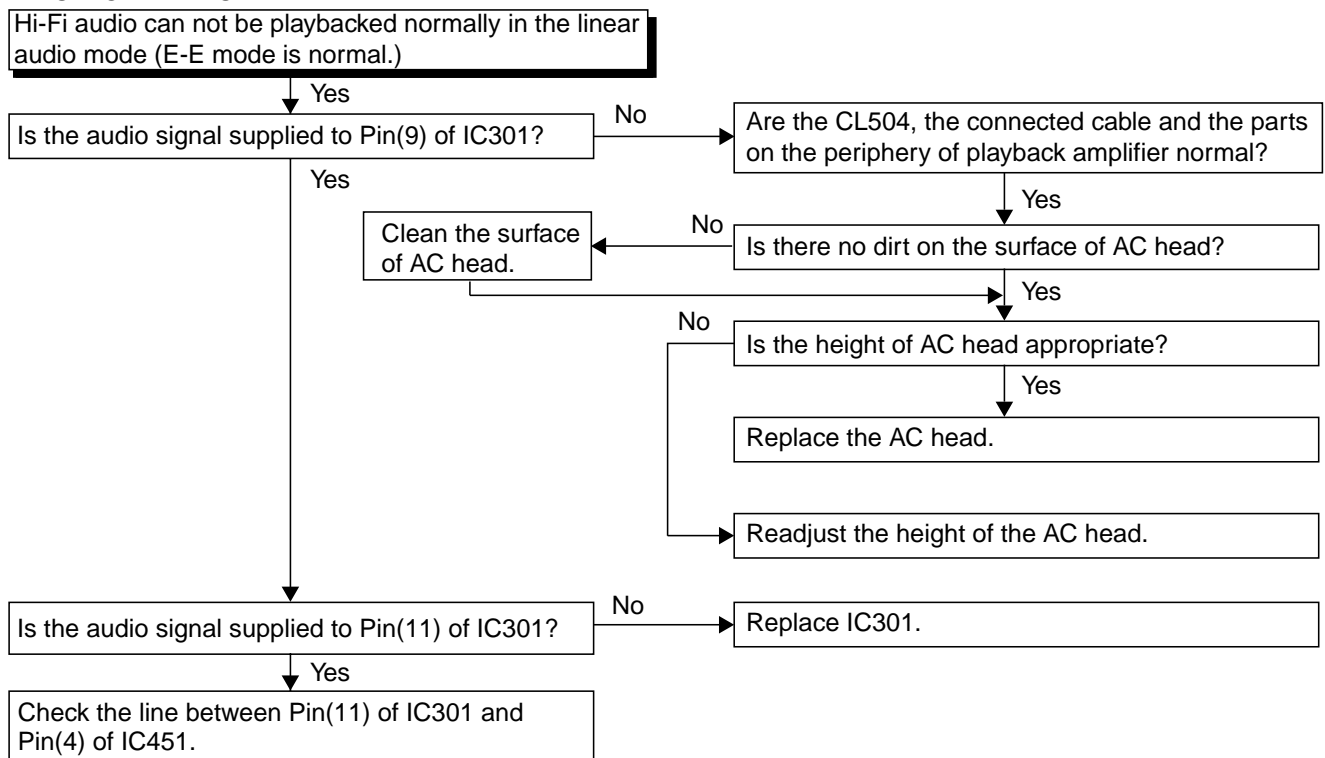 Hi-Fi audio can not be playbacked normally in the linear
audio mode (E-E mode is normal.)
Yes
Is the audio signal supplied to Pin(9) of IC301?
No
Are the CL504, the connected cable and the parts
on the periphery of playback amplifier normal?
Yes
Yes
Is there no dirt on the surface of AC head?
No
Clean the surface
of AC head.
Yes
Is the height of AC head appropriate?
No
Yes
Replace the AC head.
Readjust the height of the AC head.
Is the audio signal supplied to Pin(11) of IC301?
No
Replace IC301.
Yes
Check the line between Pin(11) of IC301 and
Pin(4) of IC451.